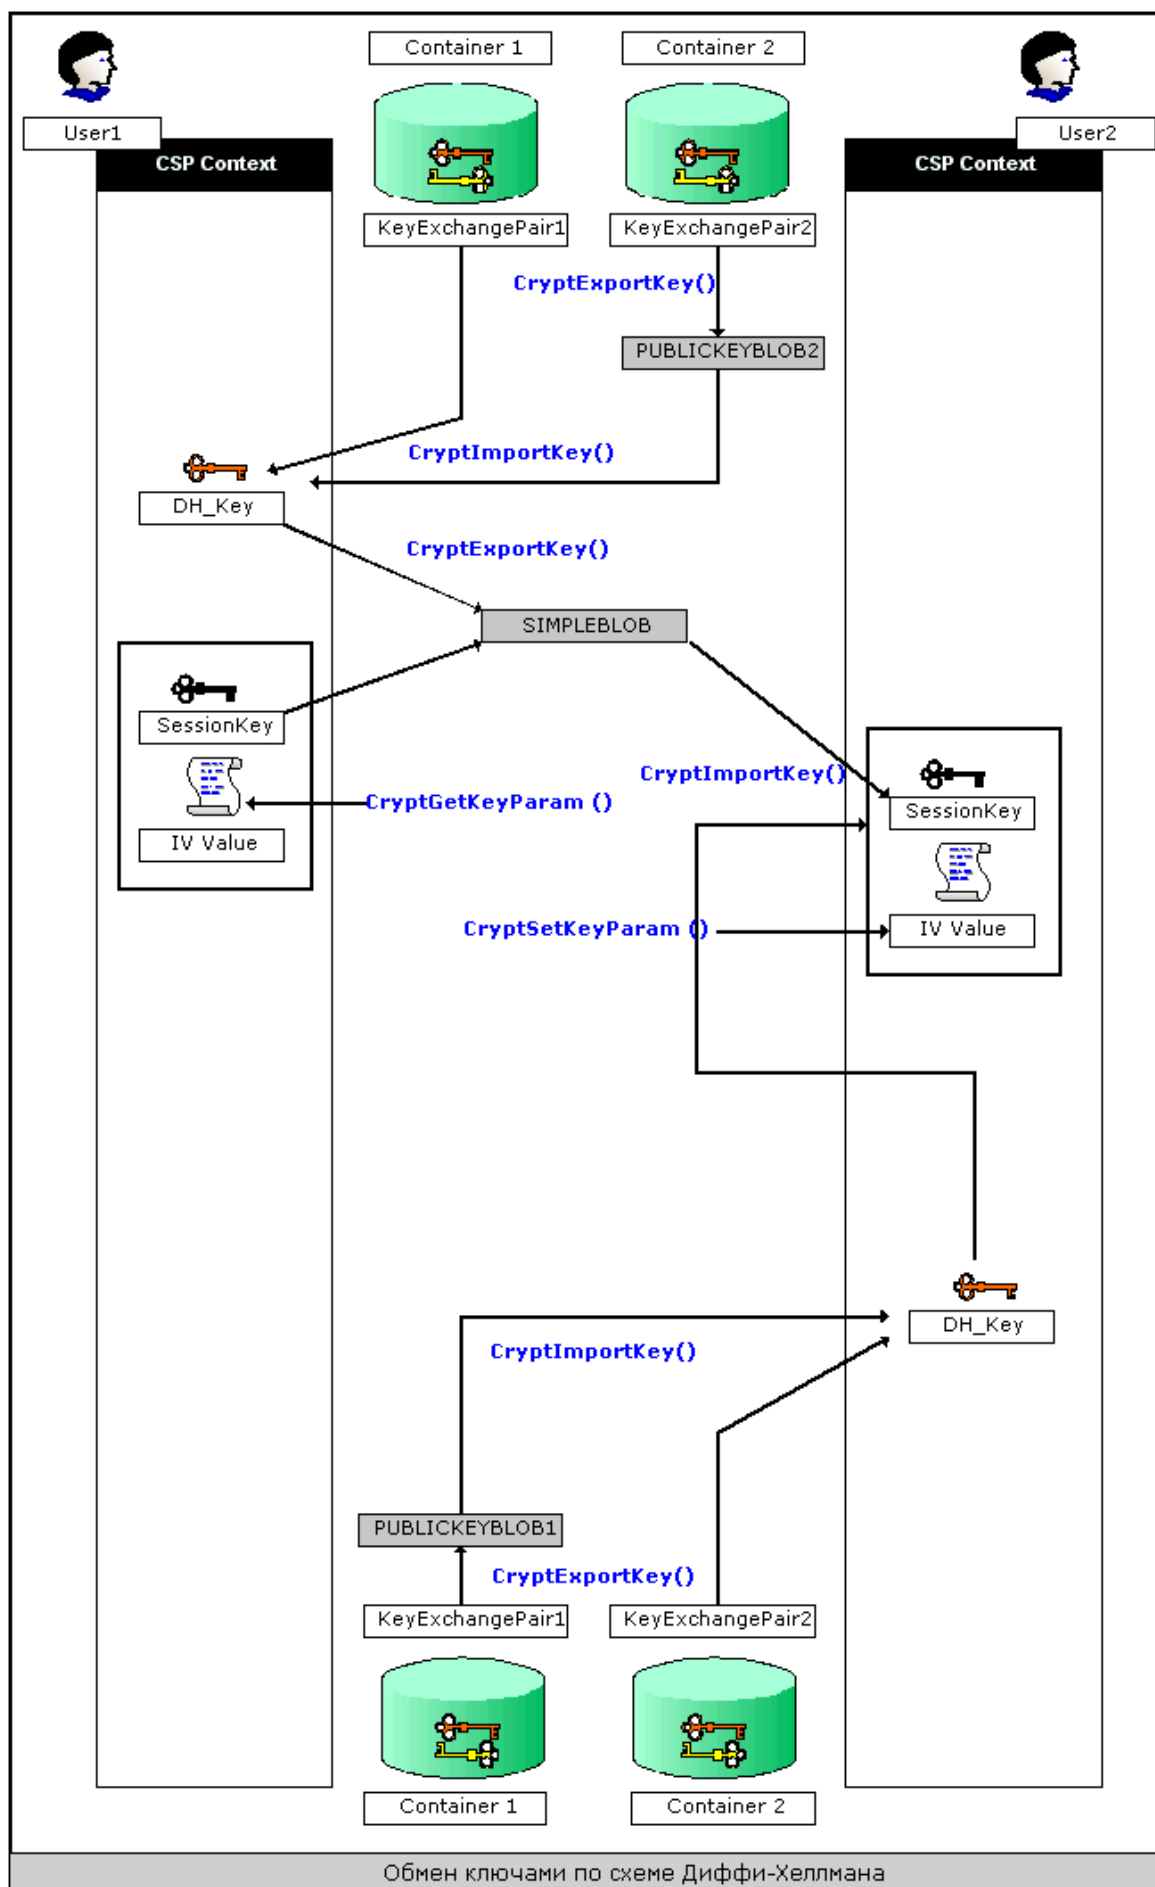 Container 1
Container 2
User1
User2
CSP Context
CSP Context
KeyExchangePair1
KeyExchangePair2
CryptExportKey()
PUBLICKEYBLOB2
CryptImportKey()
DH_Key
CryptExportKey()
SIMPLEBLOB
SessionKey
CryptImportKey()
CryptGetKeyParam ()
SessionKey
IV Value
CryptSetKeyParam ()
IV Value
DH_Key
CryptImportKey()
PUBLICKEYBLOB1
CryptExportKey()
KeyExchangePair1
KeyExchangePair2
Container 1
Container 2
Обмен ключами по схеме Диффи-Хеллмана